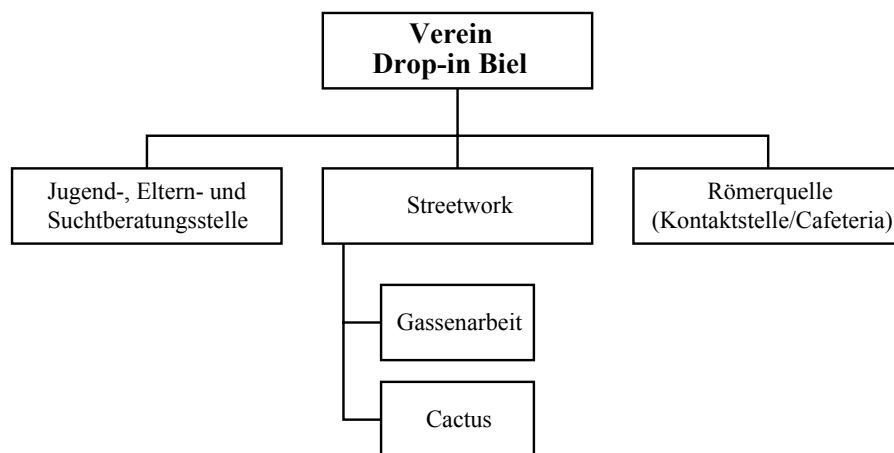 Verein
Drop-in Biel
Jugend-, Eltern- und
Suchtberatungsstelle
Streetwork
Römerquelle
(Kontaktstelle/Cafeteria)
Gassenarbeit
Cactus